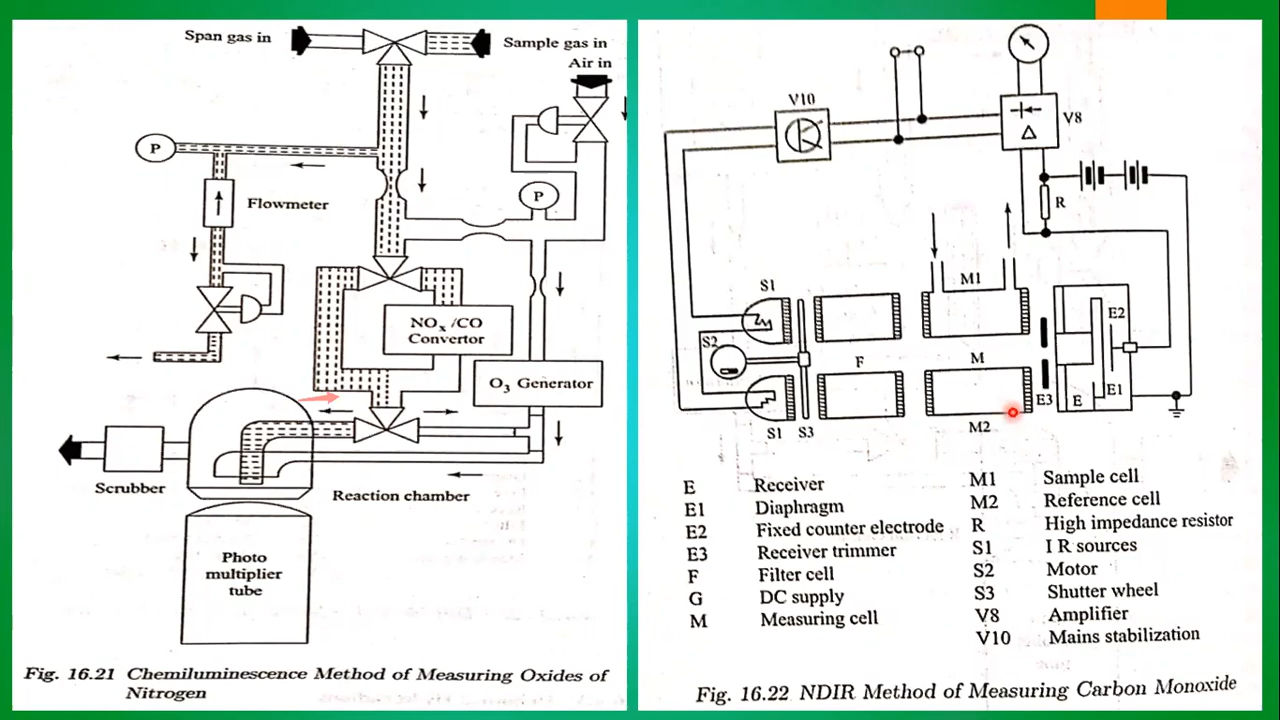 Span gas in
Sample gas in
Air in
P
Flowmeter
P
NOx /CO
Convertor
O3 Generator
Scrubber
Reaction chamber
Photo
multiplier
tube
Fig. 16.21 Chemiluminescence Method of Measuring Oxides of
Nitrogen
V10
V8
R
M1
S1
S2
F
M
E2
E3
E
E1
S1 S3
M2
E Receiver
E1 Diaphragm
E2 Fixed counter electrode
E3 Receiver trimmer
F Filter cell
G DC supply
M Measuring cell
M1 Sample cell
M2 Reference cell
R High impedance resistor
S1 I R sources
S2 Motor
S3 Shutter wheel
V8 Amplifier
V10 Mains stabilization
Fig. 16.22 NDIR Method of Measuring Carbon Monoxide